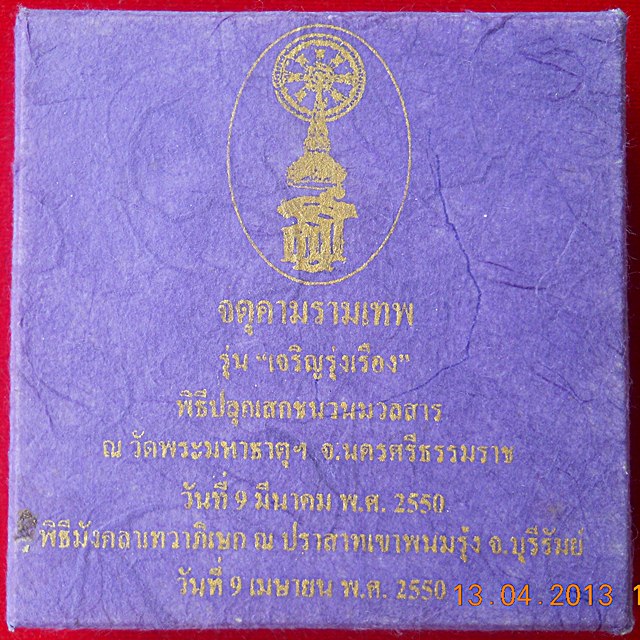 จตุคามรามเทพ
รุ่น "เจริญรุ่งเรือง"
พิธีปลุกเสกชนวนมวลสาร
ณ วัดพระมหาธาตุฯ จ.นครศรีธรรมราช
วันที่ 9 มีนาคม พ.ศ. 2550
พิธีมังคลาเทวาภิเษก ณ ปราสาทเขาพนมรุ้ง จ.บุรีรัมย์
วันที่ 9 เมษายน พ.ศ. 2550
13.04.2013 1